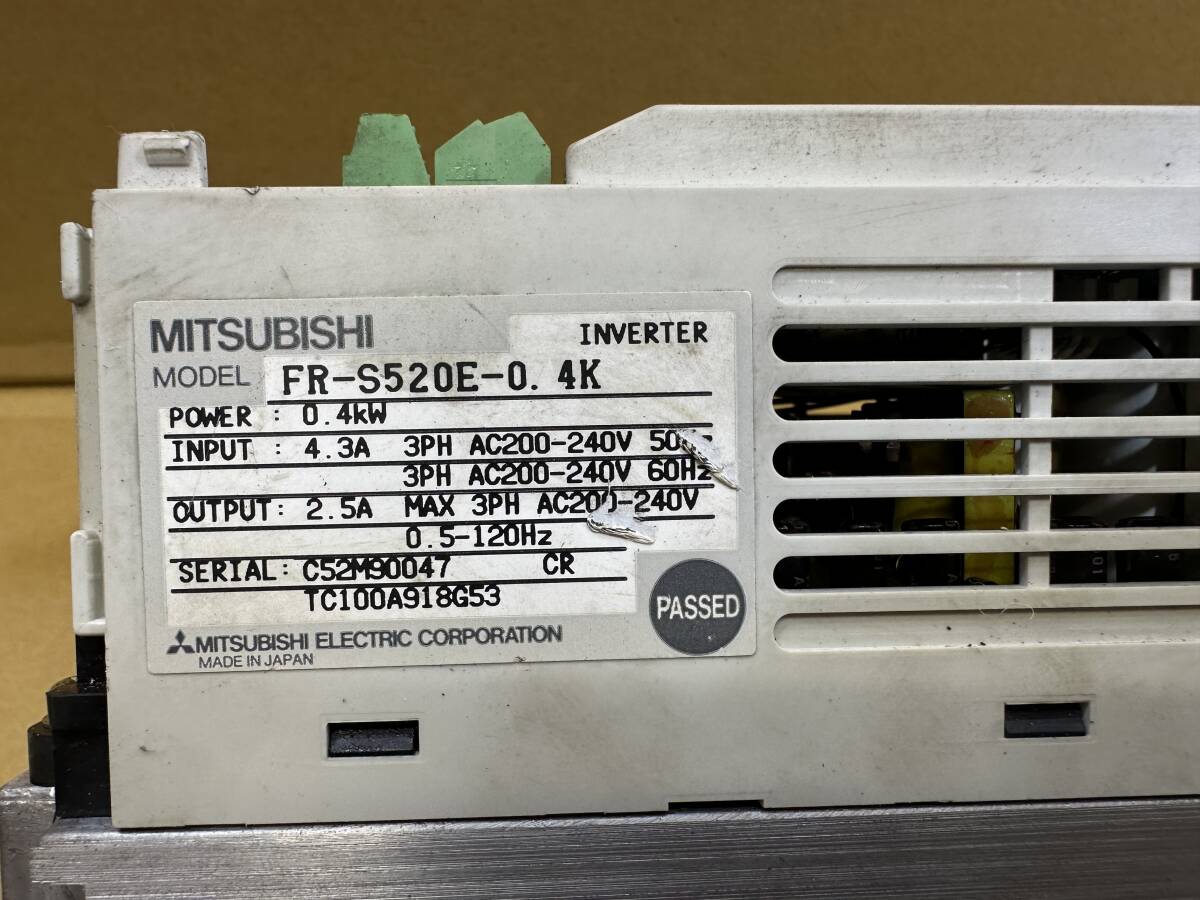 MITSUBISHI
INVERTER
MODEL FR-S520E-0.4K
POWER : 0.4kW
INPUT : 4.3A 3PH AC200-240V
3PH AC200-240V 60Hz
OUTPUT: 2.5A MAX 3PH AC200-240V
0.5-120Hz
SERIAL: C52M90047 CR
TC100A918G53
PASSED
MITSUBISHI ELECTRIC CORPORATION
MADE IN JAPAN